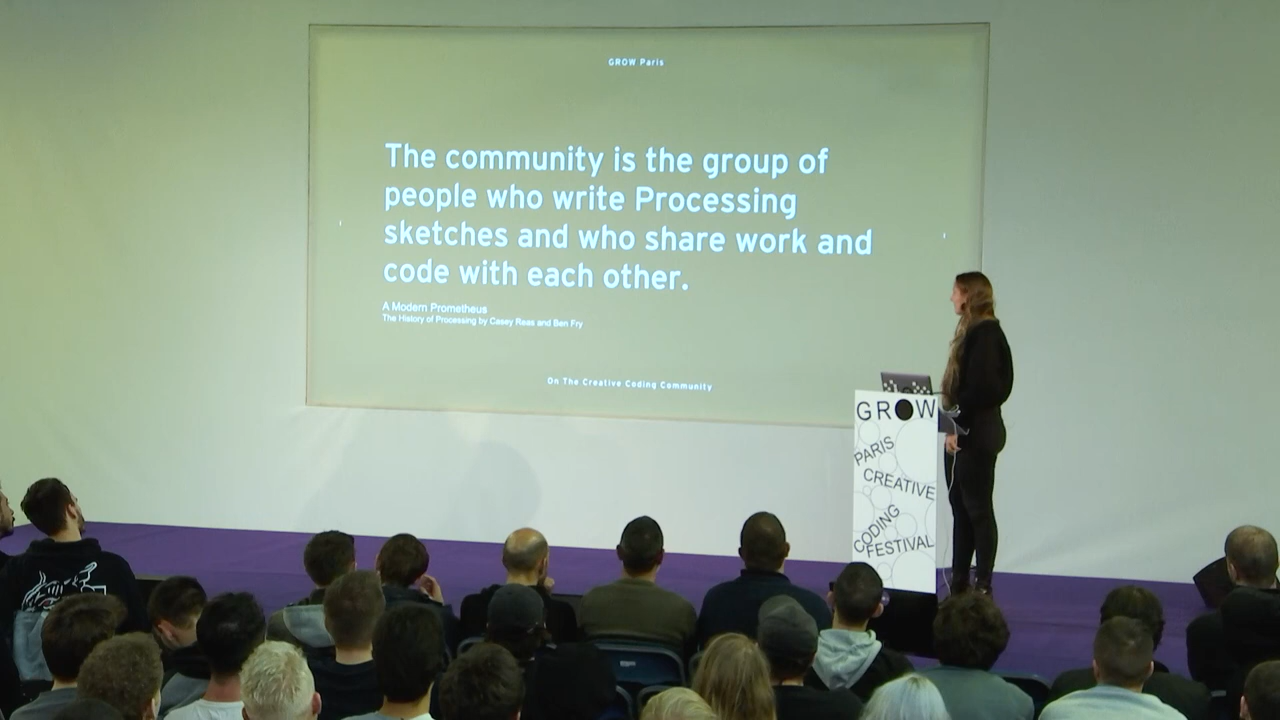 GROW Paris
The community is the group of
people who write Processing
sketches and who share work and
code with each other.
A Modern Prometheus
The History of Processing by Casey Reas and Ben Fry
On The Creative Coding Community
GROW
PARIS
CREATIVE
CODING
FESTIVAL